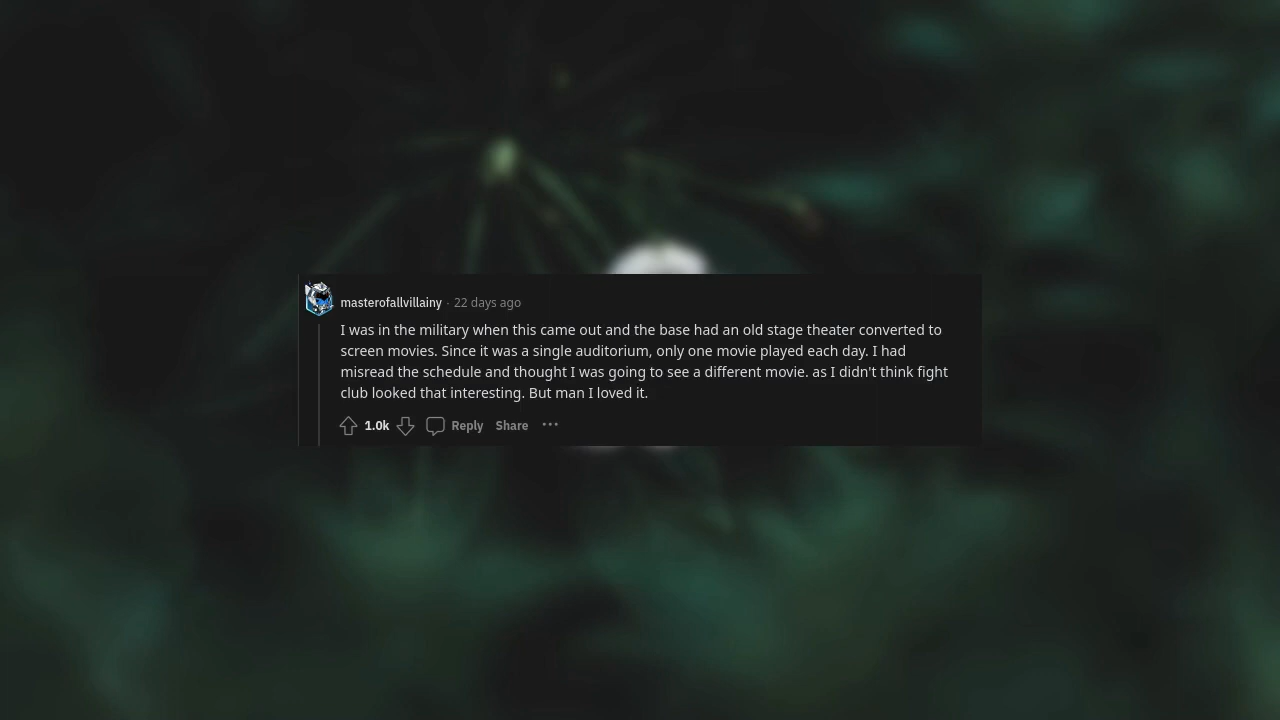 masterofallvillainy · 22 days ago
I was in the military when this came out and the base had an old stage theater converted to
screen movies. Since it was a single auditorium, only one movie played each day. I had
misread the schedule and thought I was going to see a different movie. as I didn't think fight
club looked that interesting. But man I loved it.
1.0k Reply Share ···